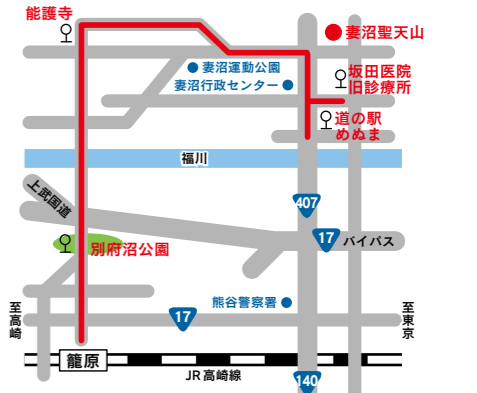 能護寺
妻沼聖天山
妻沼運動公園
妻沼行政センター
坂田医院
旧診療所
道の駅
めぬま
福川
上武国道
407
17
バイパス
別府沼公園
熊谷警察署
至高崎
17
至東京
籠原
JR高崎線
140